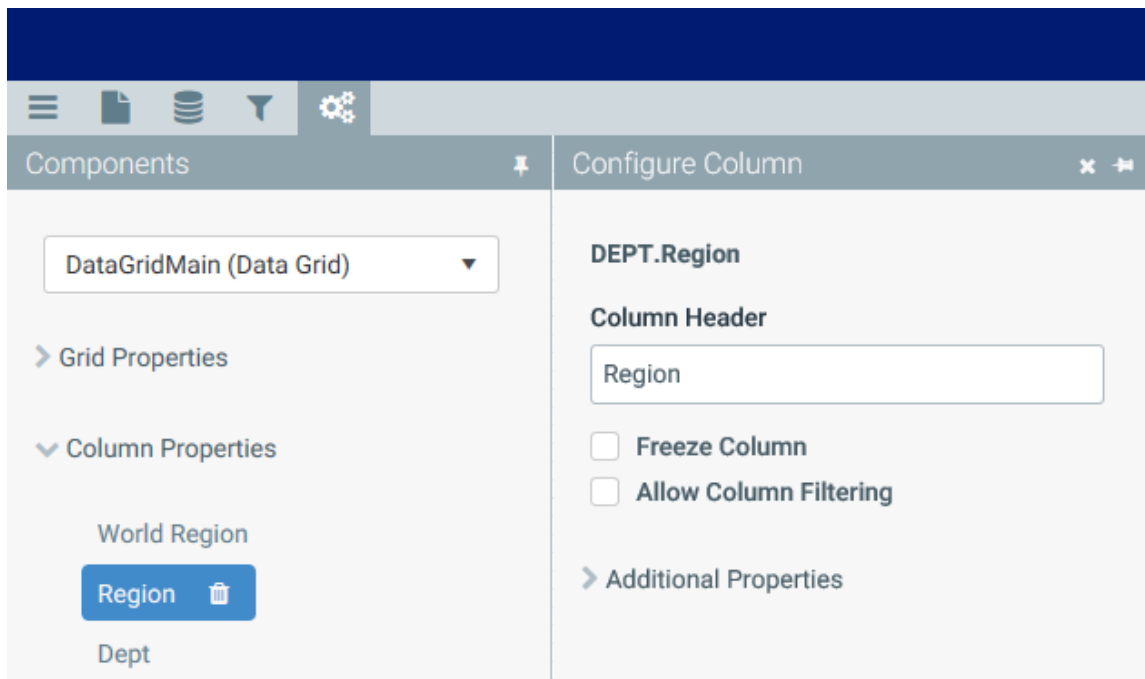 Components
Configure Column
DataGridMain (Data Grid)
Grid Properties
Column Properties
World Region
Region
Dept
DEPT.Region
Column Header
Region
Freeze Column
Allow Column Filtering
Additional Properties